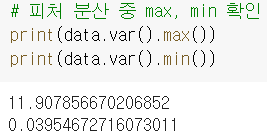 # 피처 분산 중 max, min 확인
print(data.var().max())
print(data.var().min())
11.907856670206852
0.03954672716073011